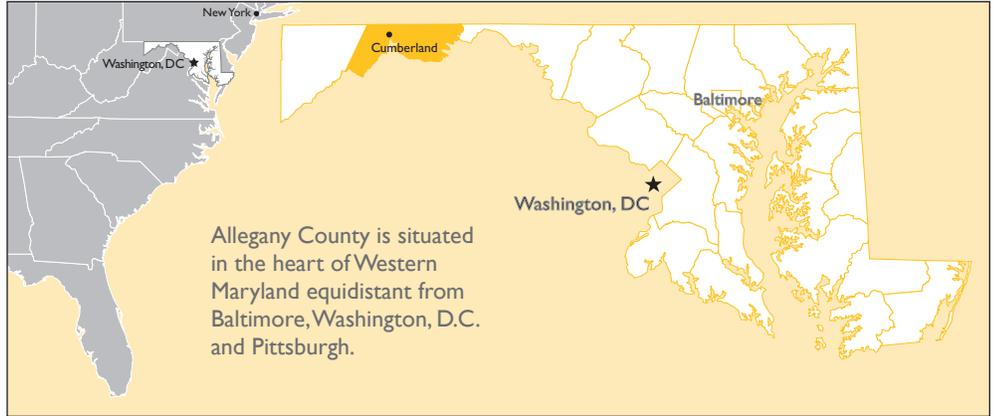 New York
Washington, DC
Cumberland
Baltimore
Washington, DC
Allegany County is situated
in the heart of Western
Maryland equidistant from
Baltimore, Washington, D.C.
and Pittsburgh.